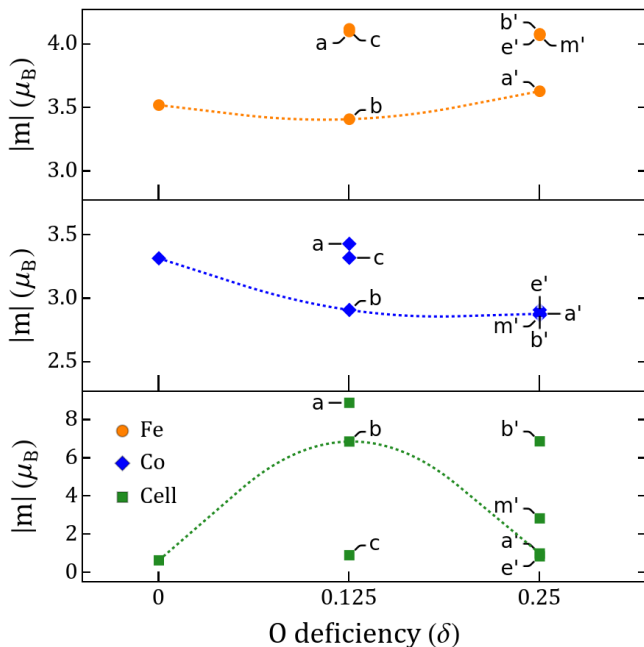 4.0
3.5
3.0
|m| (μB)
a
c
b
b'
e'
m'
a'
3.5
3.0
2.5
|m| (μB)
a
c
b
e'
a'
m'
b'
8
6
4
2
0
|m| (μB)
a
b
c
b'
m'
a'
e'
Fe
Co
Cell
0
0.125
0.25
O deficiency (δ)